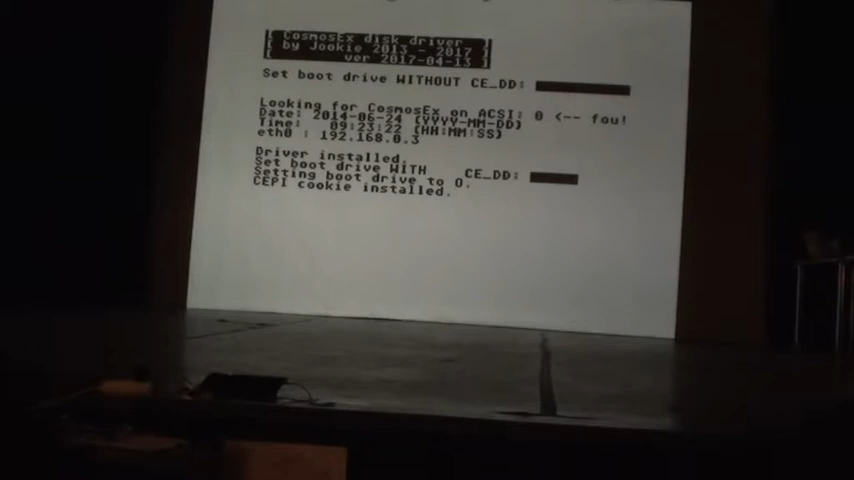 [ CosmosEx disk driver ]
[ by Jookie 2013 - 2017 ]
[ ver 2017-04-13 ]
Set boot drive WITHOUT CE_DD:
Looking for CosmosEx on ACSI: 0 <-- fou!
Date: 2014-06-24 (YYYY-MM-DD)
Time: 09:23:22 (HH:MM:SS)
eth0 : 192.168.0.3
Driver installed.
Set boot drive WITH CE_DD:
Setting boot drive to 0.
CEPI cookie installed.